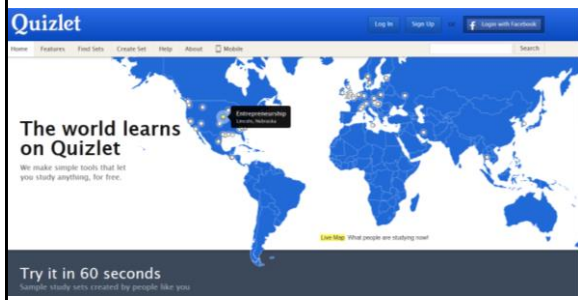 Quizlet
Log In Sign Up or Login with Facebook
Home Features Find Sets Create Set Help About Mobile Search
Entrepreneurship
Lincoln, Nebraska
The world learns
on Quizlet
We make simple tools that let
you study anything, for free.
Live Map What people are studying now!
Try it in 60 seconds
Sample study sets created by people like you